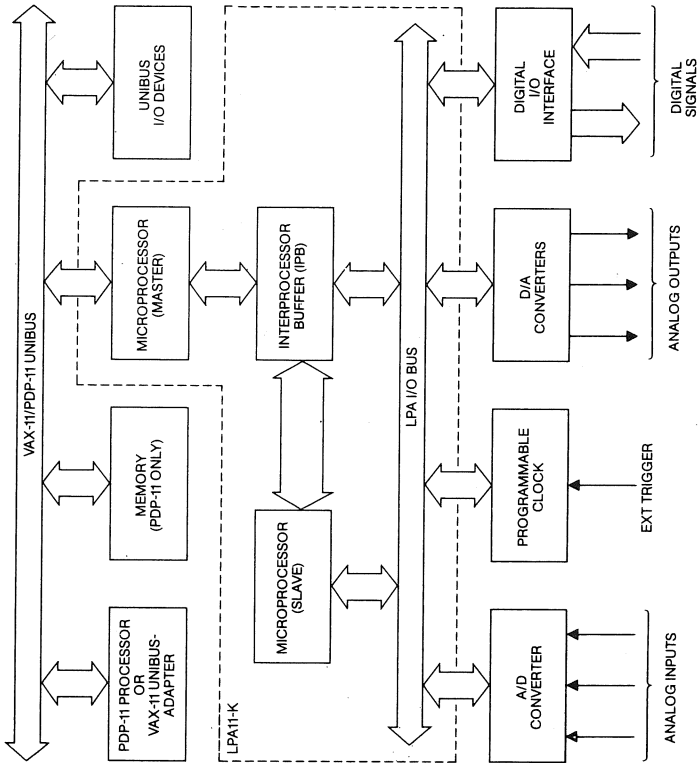 VAX-11/PDP-11 UNIBUS
PDP-11 PROCESSOR
OR
VAX-11 UNIBUS-
ADAPTER
MEMORY
(PDP-11 ONLY)
MICROPROCESSOR
(MASTER)
UNIBUS
I/O DEVICES
LPA11-K
MICROPROCESSOR
(SLAVE)
INTERPROCESSOR
BUFFER (IPB)
LPA I/O BUS
A/D
CONVERTER
PROGRAMMABLE
CLOCK
D/A
CONVERTERS
DIGITAL
I/O
INTERFACE
ANALOG INPUTS
EXT TRIGGER
ANALOG OUTPUTS
DIGITAL
SIGNALS